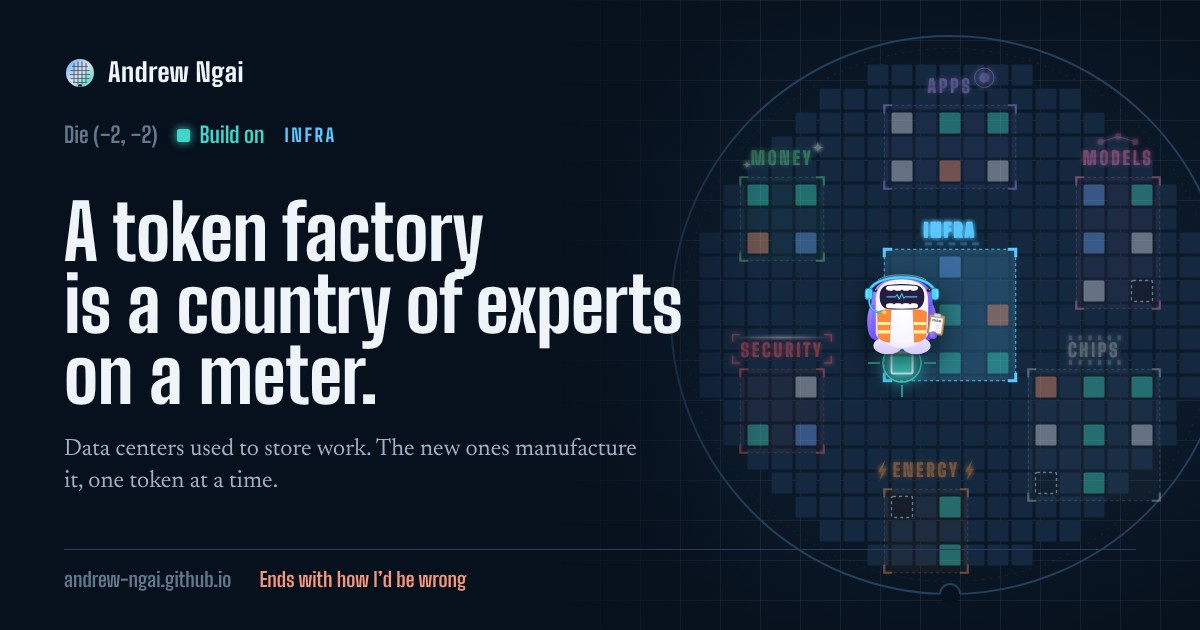 Andrew Ngai
Die (−2, −2) Build on INFRA
A token factory
is a country of experts
on a meter.
Data centers used to store work. The new ones manufacture
it, one token at a time.
andrew-ngai.github.io Ends with how I’d be wrong
APPS
MONEY
MODELS
INFRA
SECURITY
CHIPS
ENERGY